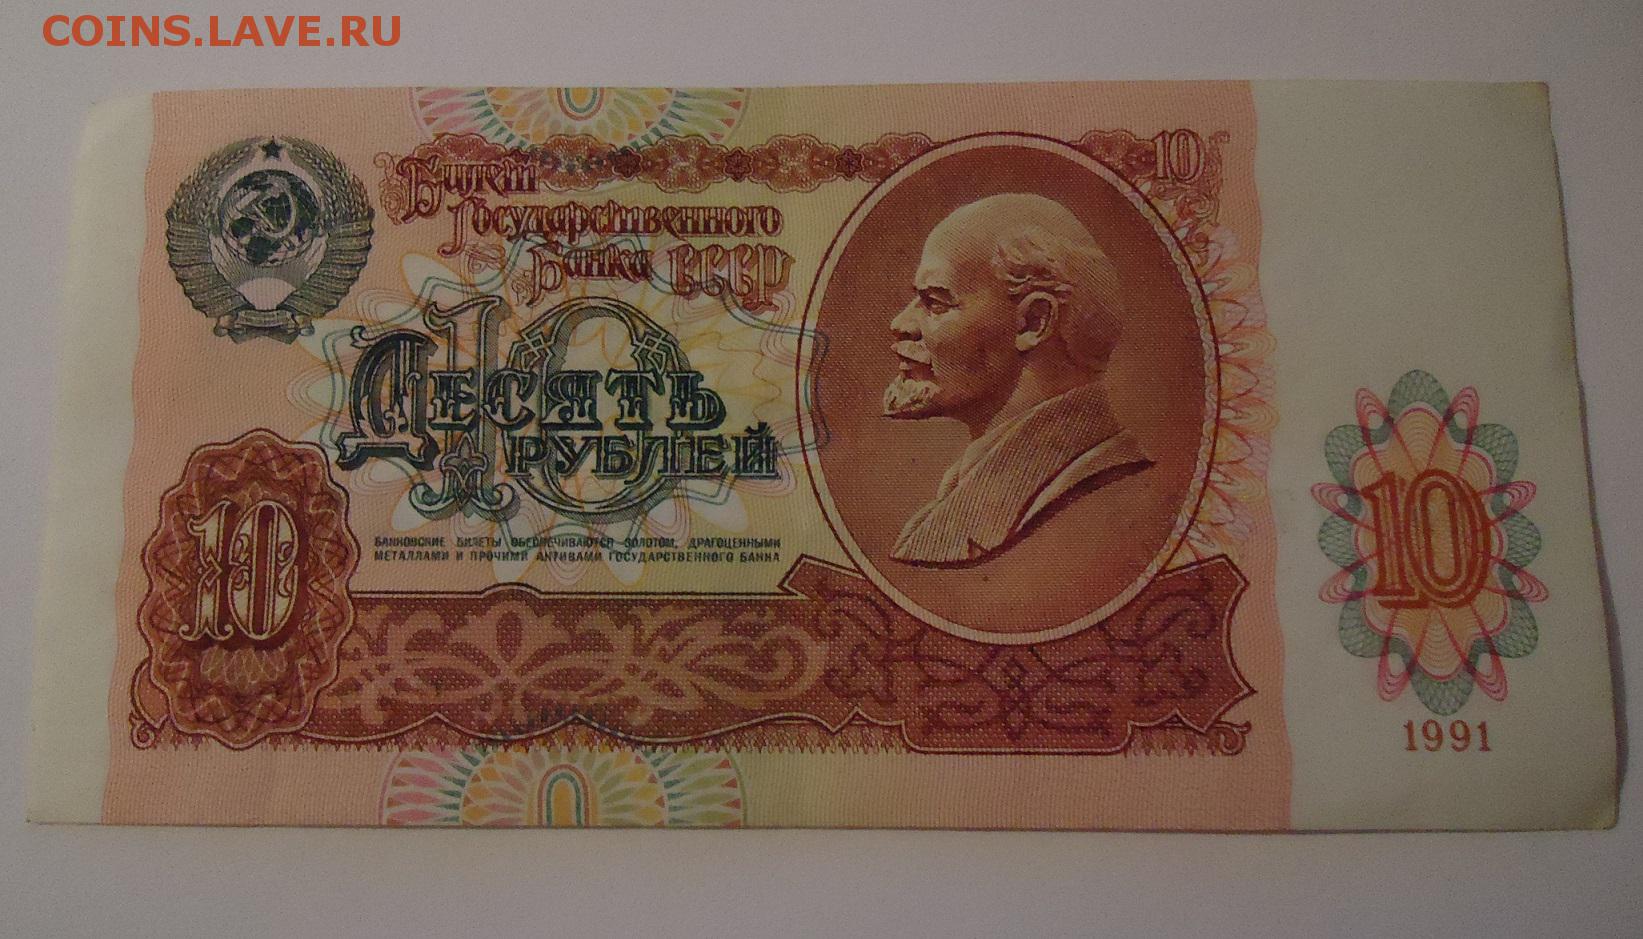 COINS.LAVE.RU
10
Билет
Государственного
Банка СССР
10
Десять
рублей
БАНКОВСКИЕ БИЛЕТЫ ОБЕСПЕЧИВАЮТСЯ ЗОЛОТОМ, ДРАГОЦЕННЫМИ
МЕТАЛЛАМИ И ПРОЧИМИ АКТИВАМИ ГОСУДАРСТВЕННОГО БАНКА
10
10
1991